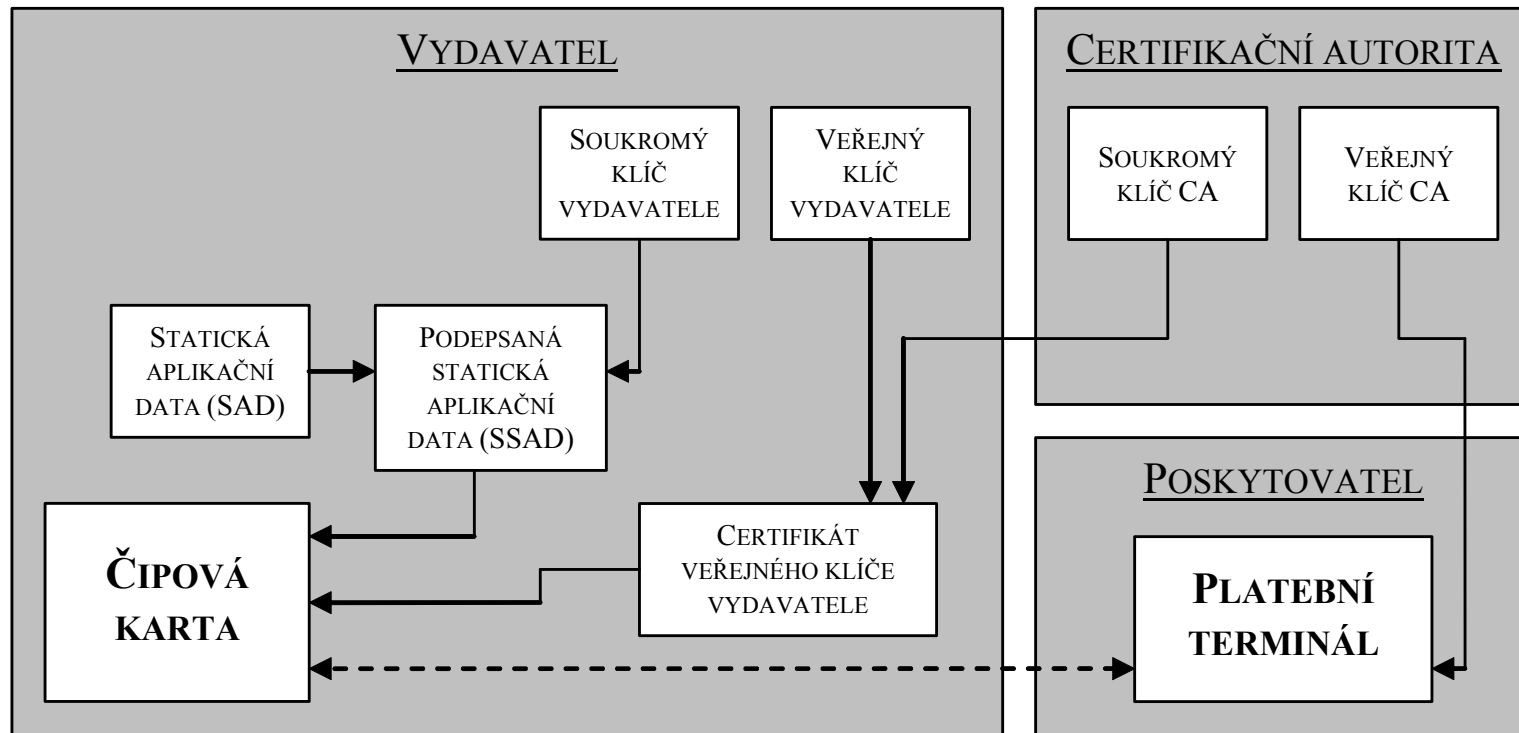 VYDAVATEL
CERTIFIKAČNÍ AUTORITA
SOUKROMÝ
KLÍČ
VYDAVATELE
VEŘEJNÝ
KLÍČ
VYDAVATELE
SOUKROMÝ
KLÍČ CA
VEŘEJNÝ
KLÍČ CA
STATICKÁ
APLIKAČNÍ
DATA (SAD)
PODEPSANÁ
STATICKÁ
APLIKAČNÍ
DATA (SSAD)
POSKYTOVATEL
ČIPOVÁ
KARTA
CERTIFIKÁT
VEŘEJNÉHO KLÍČE
VYDAVATELE
PLATEBNÍ
TERMINÁL